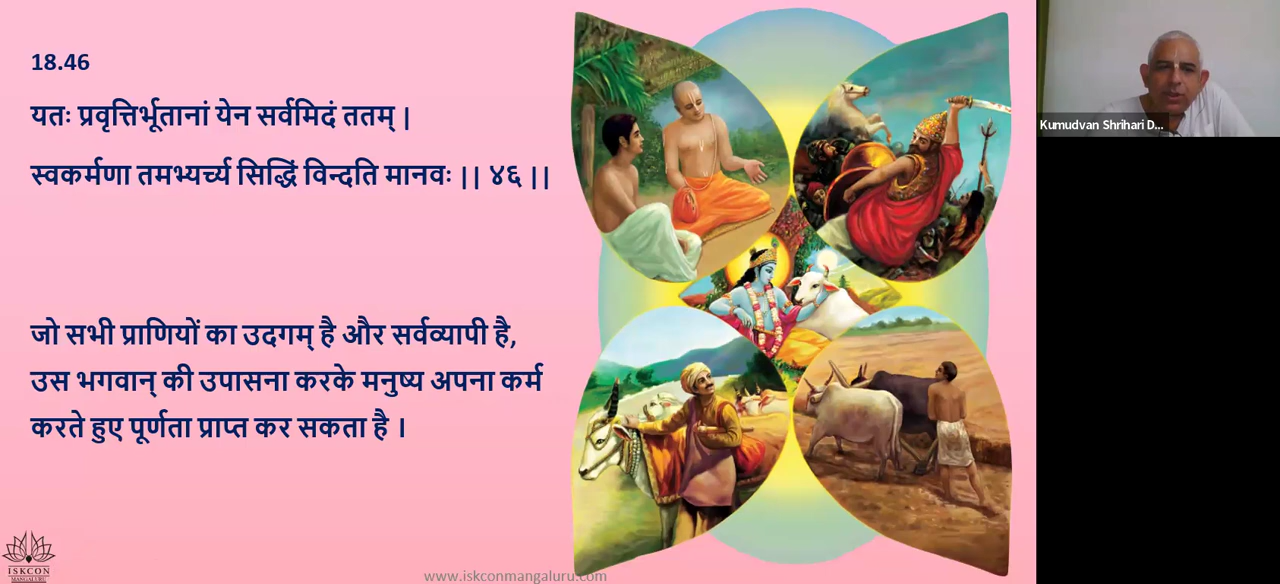 18.46
यतः प्रवृत्तिर्भूतानां येन सर्वमिदं ततम् |
स्वकर्मणा तमभ्यर्च्य सिद्धिं विन्दति मानवः || ४६ ||
जो सभी प्राणियों का उदगम् है और सर्वव्यापी है,
उस भगवान् की उपासना करके मनुष्य अपना कर्म
करते हुए पूर्णता प्राप्त कर सकता है ।
Kumudvan Shrihari D...
ISKCON
MANGALURU
www.iskconmangaluru.com